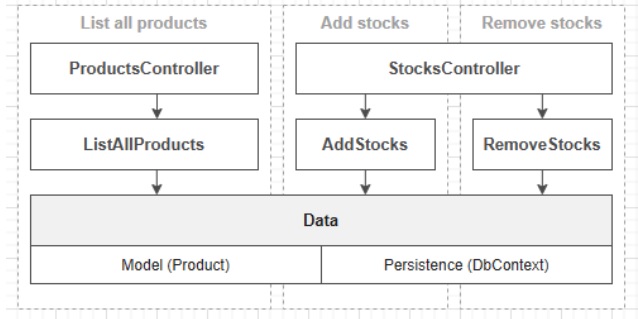 List all products
Add stocks
Remove stocks
ProductsController
StocksController
ListAllProducts
AddStocks
RemoveStocks
Data
Model (Product)
Persistence (DbContext)